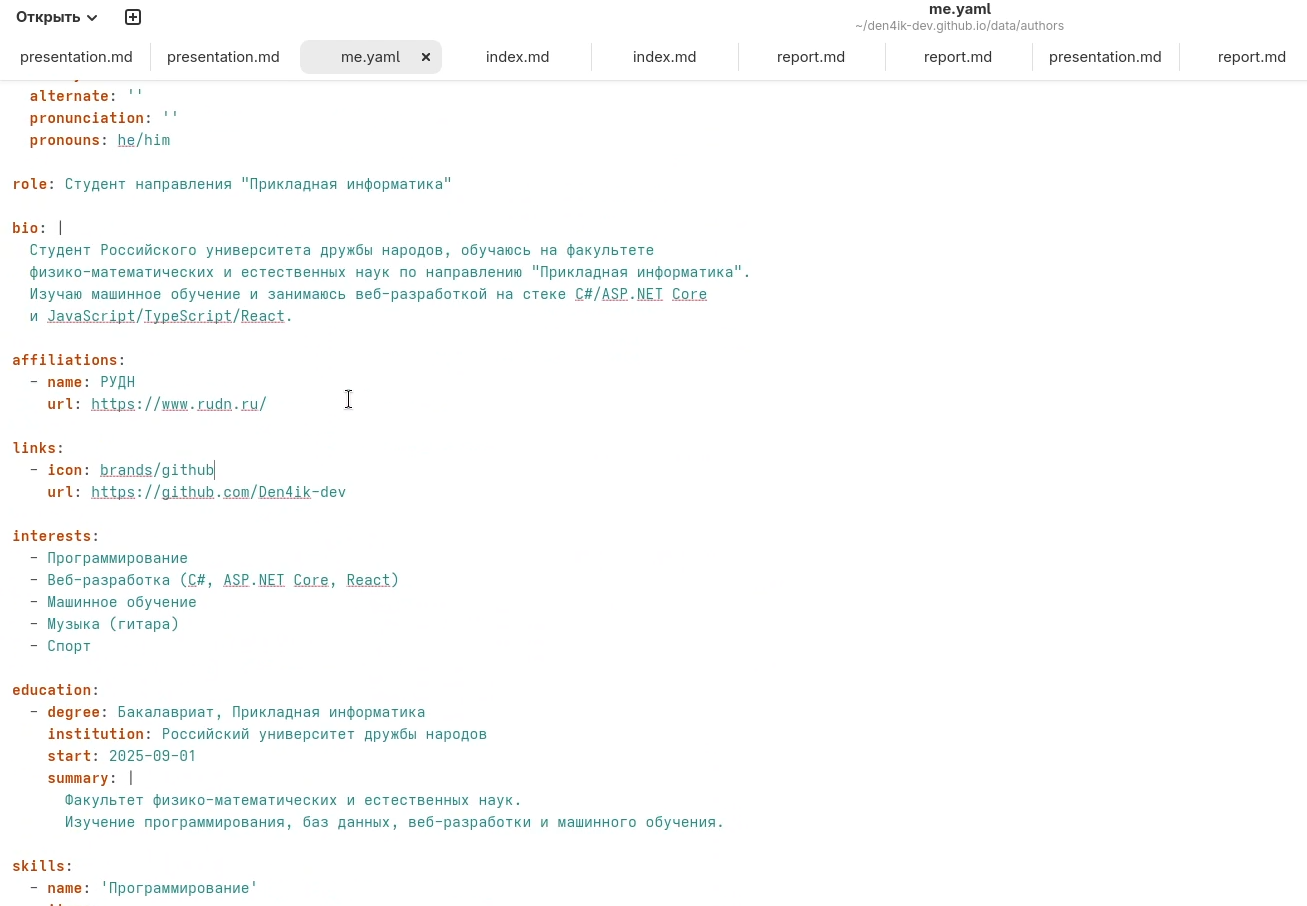 Открыть
me.yaml
~/den4ik-dev.github.io/data/authors
presentation.md presentation.md me.yaml × index.md index.md report.md report.md presentation.md report.md
alternate: ''
pronunciation: ''
pronouns: he/him
role: Студент направления "Прикладная информатика"
bio: |
Студент Российского университета дружбы народов, обучаюсь на факультете
физико-математических и естественных наук по направлению "Прикладная информатика".
Изучаю машинное обучение и занимаюсь веб-разработкой на стеке C#/ASP.NET Core
и JavaScript/TypeScript/React.
affiliations:
- name: РУДН
url: https://www.rudn.ru/
links:
- icon: brands/github
url: https://github.com/Den4ik-dev
interests:
- Программирование
- Веб-разработка (C#, ASP.NET Core, React)
- Машинное обучение
- Музыка (гитара)
- Спорт
education:
- degree: Бакалавриат, Прикладная информатика
institution: Российский университет дружбы народов
start: 2025-09-01
summary: |
Факультет физико-математических и естественных наук.
Изучение программирования, баз данных, веб-разработки и машинного обучения.
skills:
- name: 'Программирование'